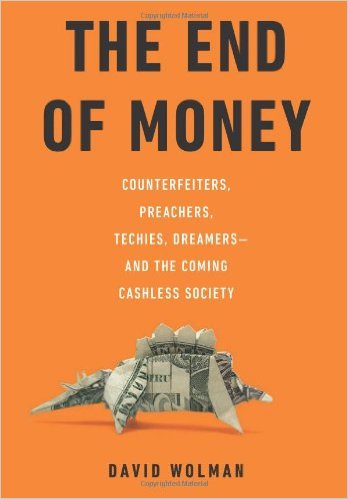 THE END
OF MONEY
COUNTERFEITERS,
PREACHERS,
TECHIES, DREAMERS—
AND THE COMING
CASHLESS SOCIETY
DAVID WOLMAN